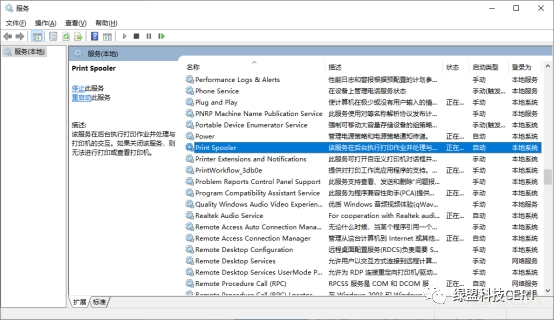 服务
文件(F) 操作(A) 查看(V) 帮助(H)
服务(本地)
服务(本地)
Print Spooler
停止此服务
重启动此服务
描述:
该服务在后台执行打印作业并处理与
打印机的交互。如果关闭该服务，则
无法进行打印或查看打印机。
名称 描述 状态 启动类型 登录为
Performance Logs & Alerts 性能日志和警报根据预配置的计划参... 手动 本地服务
Phone Service 在设备上管理电话服务状态 手动(触发... 本地服务
Plug and Play 使计算机在极少或没有用户输入的情... 正在... 手动 本地系统
PNRP Machine Name Publication Service 此服务使用对等名称解析协议发布计... 手动 本地服务
Portable Device Enumerator Service 强制可移动大容量存储设备的组策略... 手动(触发... 本地系统
Power 管理电源策略和电源策略通知传递。 正在... 自动 本地系统
Print Spooler 该服务在后台执行打印作业并处理与... 正在... 自动 本地系统
Printer Extensions and Notifications 此服务可打开自定义打印机对话框并... 手动 本地系统
PrintWorkflow_3db0e 提供对打印工作流应用程序的支持。... 手动 本地系统
Problem Reports Control Panel Support 此服务支持查看、发送和删除"问题报... 手动 本地系统
Program Compatibility Assistant Service 此服务为程序兼容性助手(PCA)提供... 正在... 自动 本地系统
Quality Windows Audio Video Experien... 优质 Windows 音频视频体验(qWav... 手动 本地服务
Realtek Audio Service For cooperation with Realtek audi... 正在... 自动 本地系统
Remote Access Auto Connection Man... 无论什么时候，当某个程序引用一个... 手动 本地系统
Remote Access Connection Manager 管理从这台计算机到 Internet 或其他... 正在... 自动 本地系统
Remote Desktop Configuration 远程桌面配置服务(RDCS)负责需要 S... 手动 本地系统
Remote Desktop Services 允许用户以交互方式连接到远程计算... 手动 网络服务
Remote Desktop Services UserMode P... 允许为 RDP 连接重定向打印机/驱动... 手动 本地系统
Remote Procedure Call (RPC) RPCSS 服务是 COM 和 DCOM 服... 正在... 自动 网络服务
扩展 标准
绿盟科技CERT